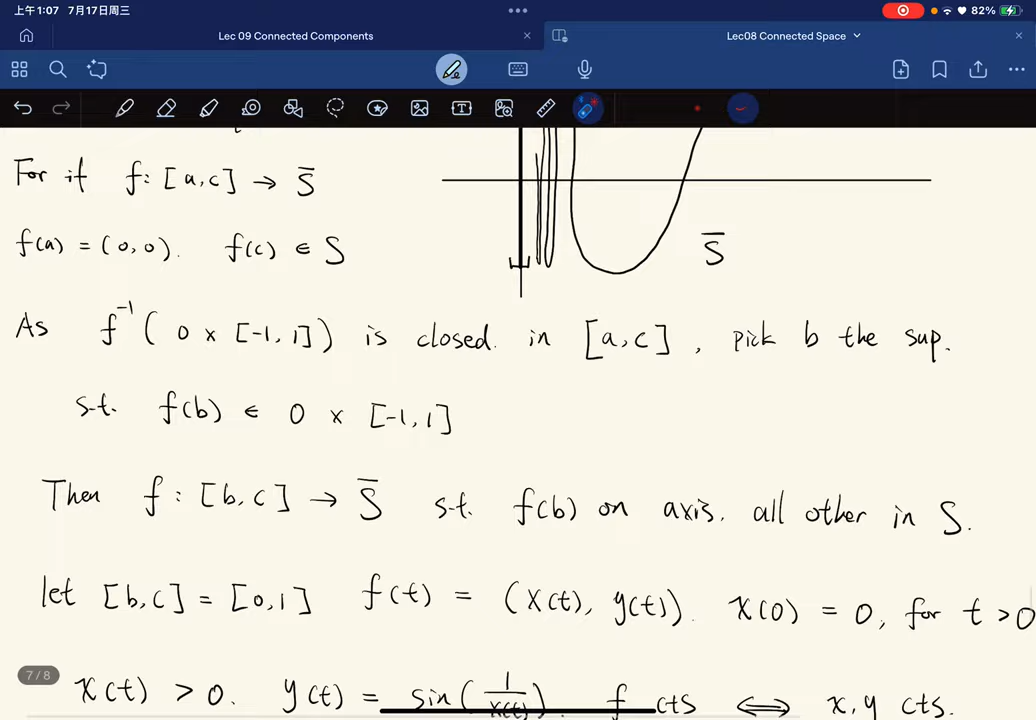 上午1:07 7月17日周三
82%
Lec 09 Connected Components × Lec08 Connected Space ×
For if f: [a,c] → S̄
f(a) = (0,0). f(c) ∈ S
S̄
As f⁻¹( 0 × [-1,1]) is closed. in [a,c], pick b the sup.
s.t. f(b) ∈ 0 × [-1,1]
Then f: [b,c] → S̄ s.t. f(b) on axis. all other in S.
let [b,c] = [0,1] f(t) = (x(t), y(t)). x(0) = 0, for t >0
7 / 8
x(t) > 0. y(t) = sin(1/x(t)). f cts ⟺ x,y cts.